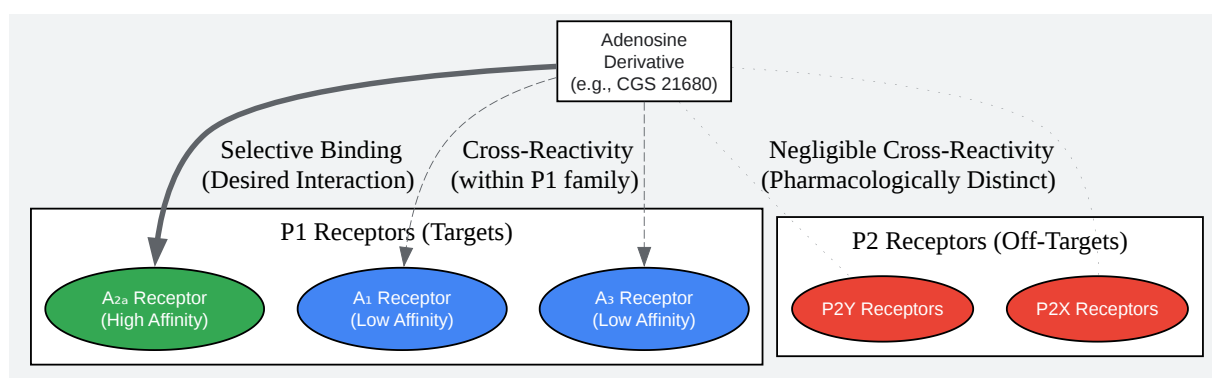 Adenosine
Derivative
(e.g., CGS 21680)
Selective Binding
(Desired Interaction)
Cross-Reactivity
(within P1 family)
Negligible Cross-Reactivity
(Pharmacologically Distinct)
P1 Receptors (Targets)
P2 Receptors (Off-Targets)
A₂ₐ Receptor
(High Affinity)
A₁ Receptor
(Low Affinity)
A₃ Receptor
(Low Affinity)
P2Y Receptors
P2X Receptors